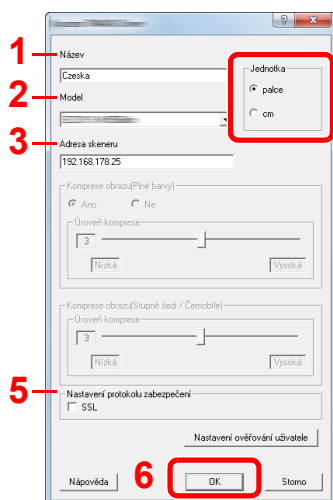 1
Název
Czeska
Jednotka
palce
cm
2
Model
3
Adresa skeneru
192.168.178.25
Komprese obrazu(Plné barvy)
Ano
Ne
Úroveň komprese
3
Nízká
Vysoká
Komprese obrazu(Stupně šedi / Černobíle)
Úroveň komprese
3
Nízká
Vysoká
5
Nastavení protokolu zabezpečení
SSL
Nastavení ověřování uživatele
Nápověda
6
OK
Storno